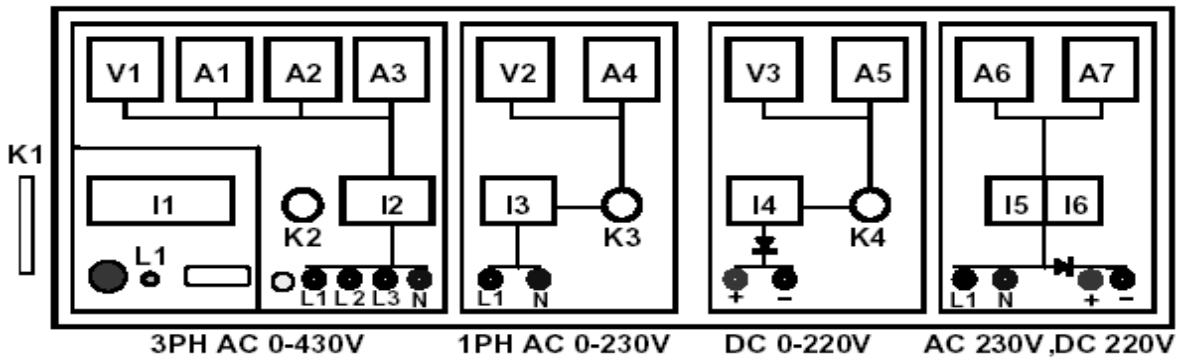 V1 A1 A2 A3 V2 A4 V3 A5 A6 A7
K1
I1 I2 I3 I4 I5 I6
K2 K3 K4
L1
L1 L2 L3 N L1 N + - L1 N + -
3PH AC 0-430V 1PH AC 0-230V DC 0-220V AC 230V ,DC 220V